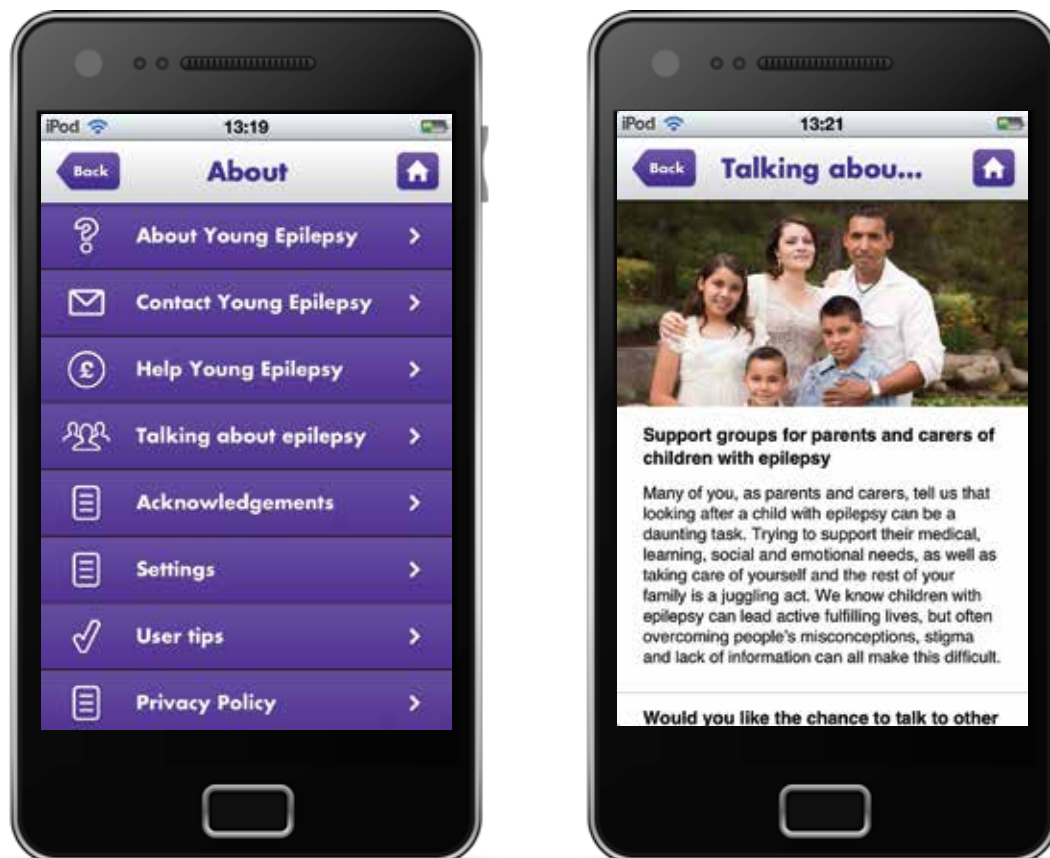 iPod
13:19
Back
About
About Young Epilepsy
Contact Young Epilepsy
£
Help Young Epilepsy
Talking about epilepsy
Acknowledgements
Settings
User tips
Privacy Policy
iPod
13:21
Back
Talking abou...
Support groups for parents and carers of
children with epilepsy
Many of you, as parents and carers, tell us that
looking after a child with epilepsy can be a
daunting task. Trying to support their medical,
learning, social and emotional needs, as well as
taking care of yourself and the rest of your
family is a juggling act. We know children with
epilepsy can lead active fulfilling lives, but often
overcoming people's misconceptions, stigma
and lack of information can all make this difficult.
Would you like the chance to talk to other